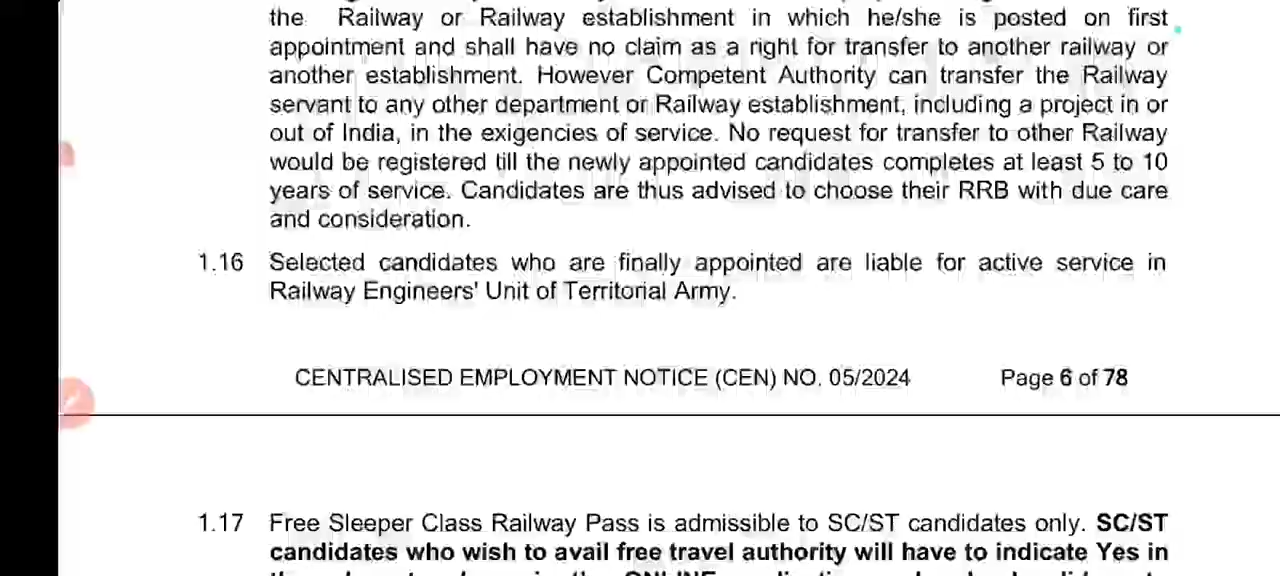 the Railway or Railway establishment in which he/she is posted on first
appointment and shall have no claim as a right for transfer to another railway or
another establishment. However Competent Authority can transfer the Railway
servant to any other department or Railway establishment, including a project in or
out of India, in the exigencies of service. No request for transfer to other Railway
would be registered till the newly appointed candidates completes at least 5 to 10
years of service. Candidates are thus advised to choose their RRB with due care
and consideration.
1.16 Selected candidates who are finally appointed are liable for active service in
Railway Engineers' Unit of Territorial Army.
CENTRALISED EMPLOYMENT NOTICE (CEN) NO. 05/2024 Page 6 of 78
1.17 Free Sleeper Class Railway Pass is admissible to SC/ST candidates only. SC/ST
candidates who wish to avail free travel authority will have to indicate Yes in